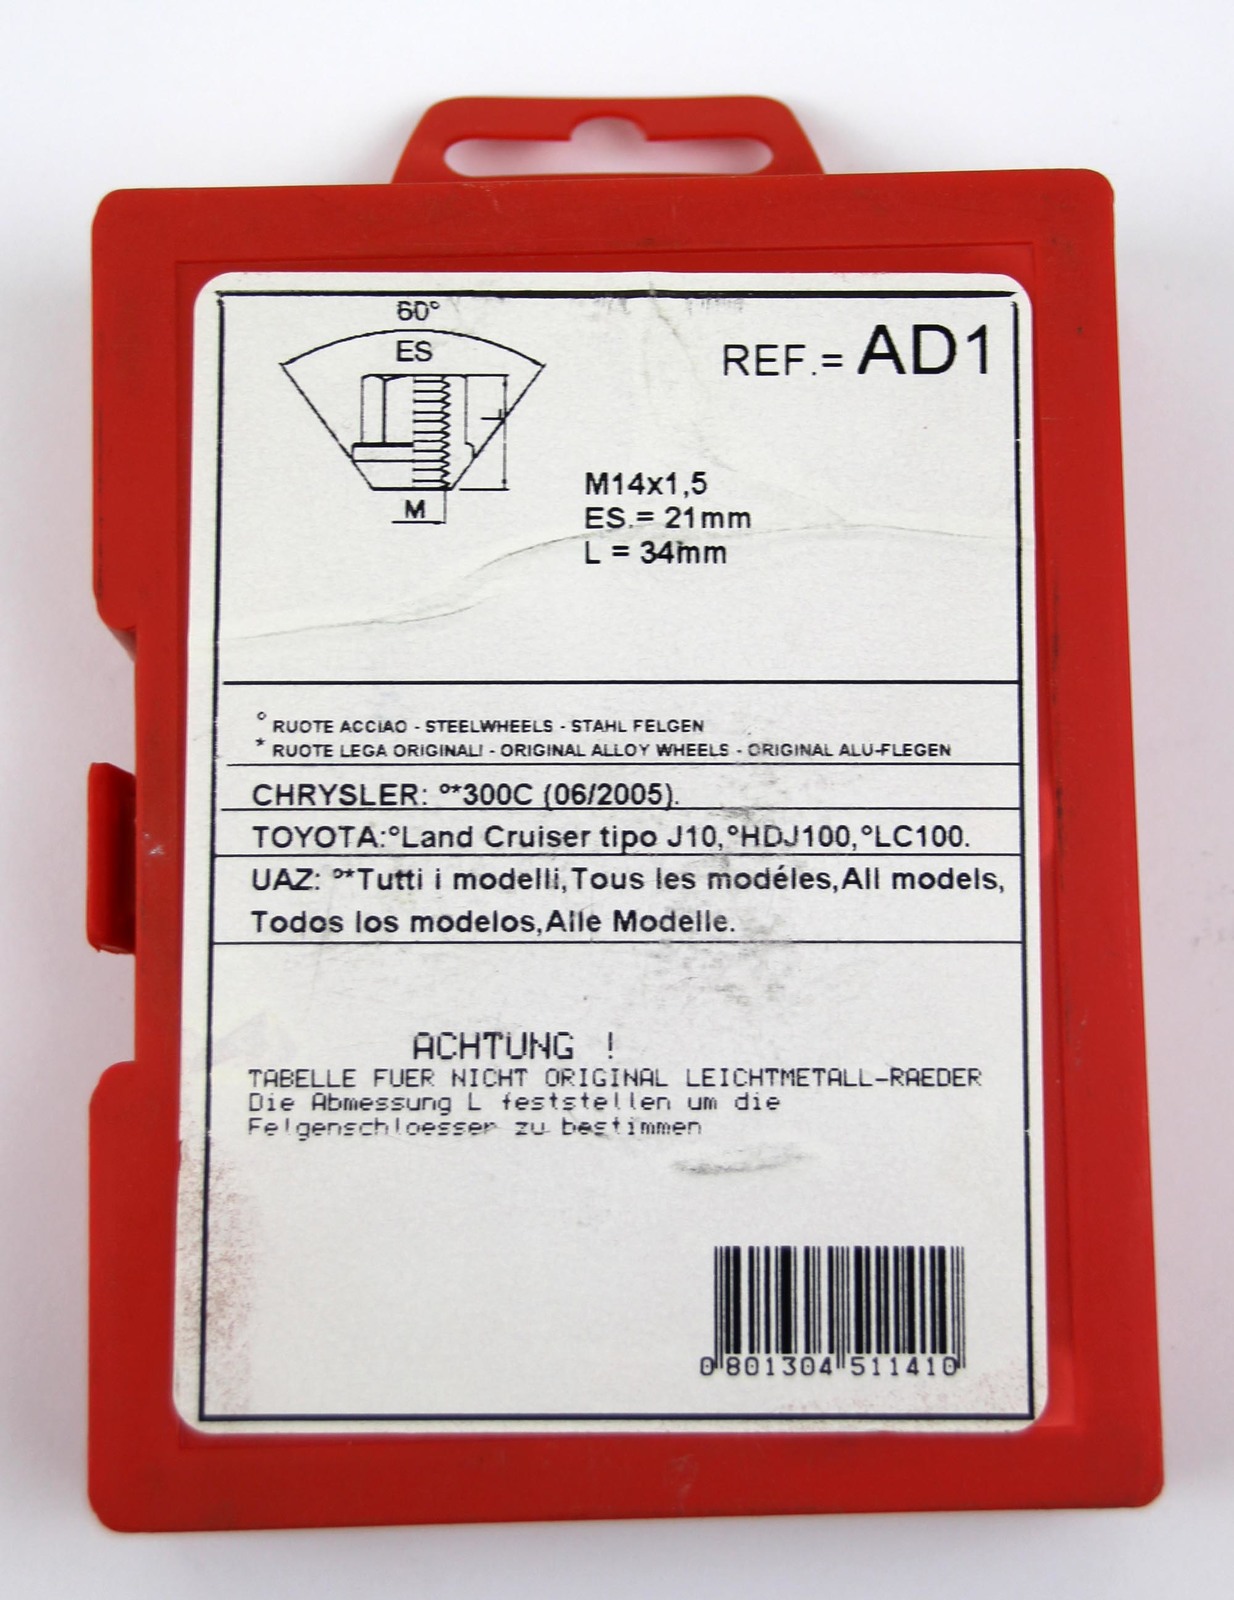 60°
ES
REF.= AD1
L
M
M14x1,5
ES.= 21mm
L = 34mm
° RUOTE ACCIAO - STEELWHEELS - STAHL FELGEN
* RUOTE LEGA ORIGINALI - ORIGINAL ALLOY WHEELS - ORIGINAL ALU-FLEGEN
CHRYSLER: °*300C (06/2005).
TOYOTA:°Land Cruiser tipo J10,°HDJ100,°LC100.
UAZ: °*Tutti i modelli,Tous les modéles,All models,
Todos los modelos,Alle Modelle.
ACHTUNG !
TABELLE FUER NICHT ORIGINAL LEICHTMETALL-RAEDER
Die Abmessung L feststellen um die
Felgenschloesser zu bestimmen
0 801304 511410